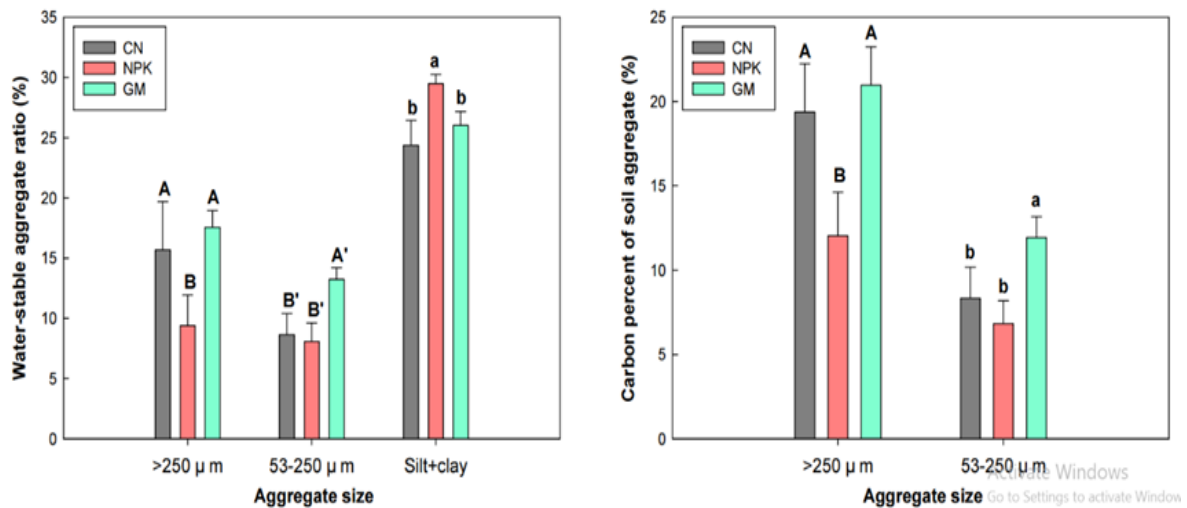 35
30
25
20
15
10
5
0
Water-stable aggregate ratio (%)
CN
NPK
GM
A
B
A
B'
B'
A'
b
a
b
>250 µ m
53-250 µ m
Silt+clay
Aggregate size
25
20
15
10
5
0
Carbon percent of soil aggregate (%)
CN
NPK
GM
A
B
A
b
b
a
>250 µ m
53-250 µ m
Aggregate size
Activate Windows
Go to Settings to activate Window